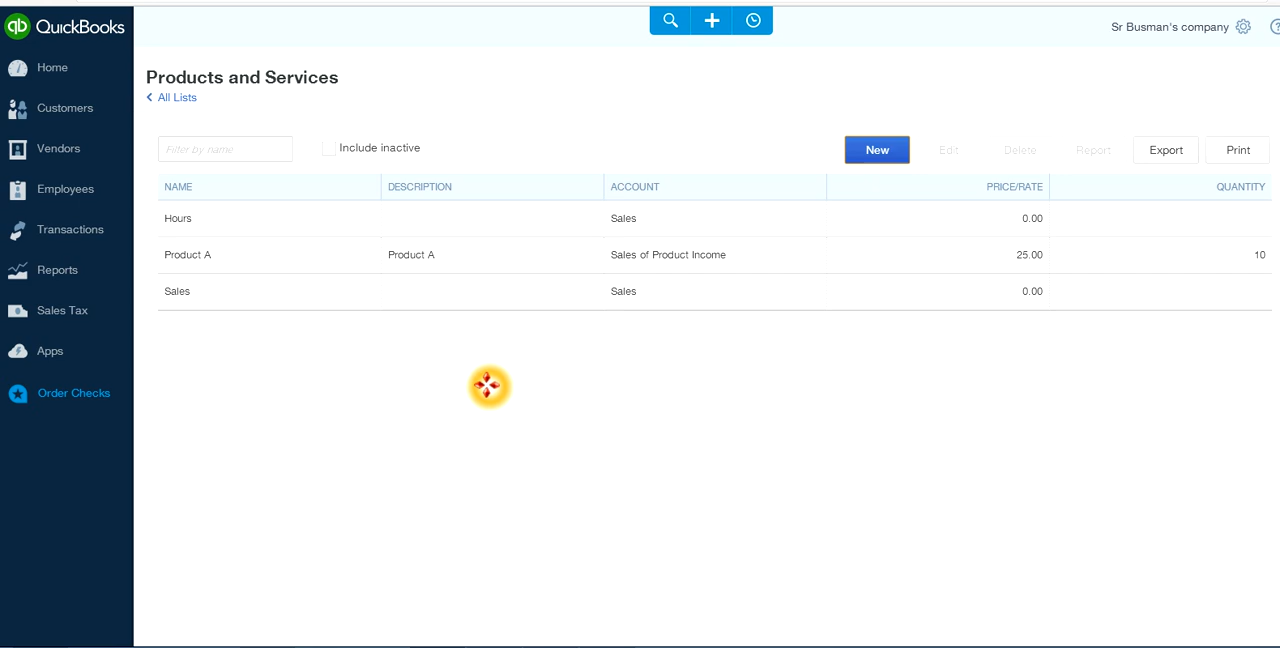 qb QuickBooks
Sr Busman's company
?
Home
Customers
Vendors
Employees
Transactions
Reports
Sales Tax
Apps
Order Checks
Products and Services
All Lists
Filter by name
Include inactive
New Edit Delete Report Export Print
NAME DESCRIPTION ACCOUNT PRICE/RATE QUANTITY
Hours Sales 0.00
Product A Product A Sales of Product Income 25.00 10
Sales Sales 0.00